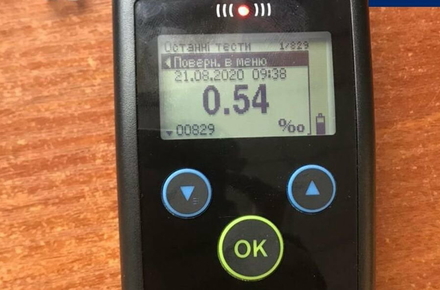 Останні тести 1/829
Поверн. в меню
21.08.2020 09:38
0.54
00829 ‰
OK